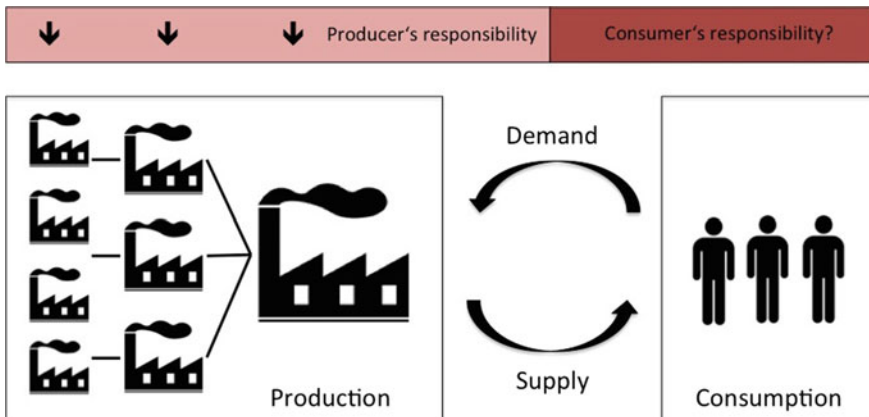 Producer‘s responsibility
Consumer‘s responsibility?
Demand
Supply
Production
Consumption